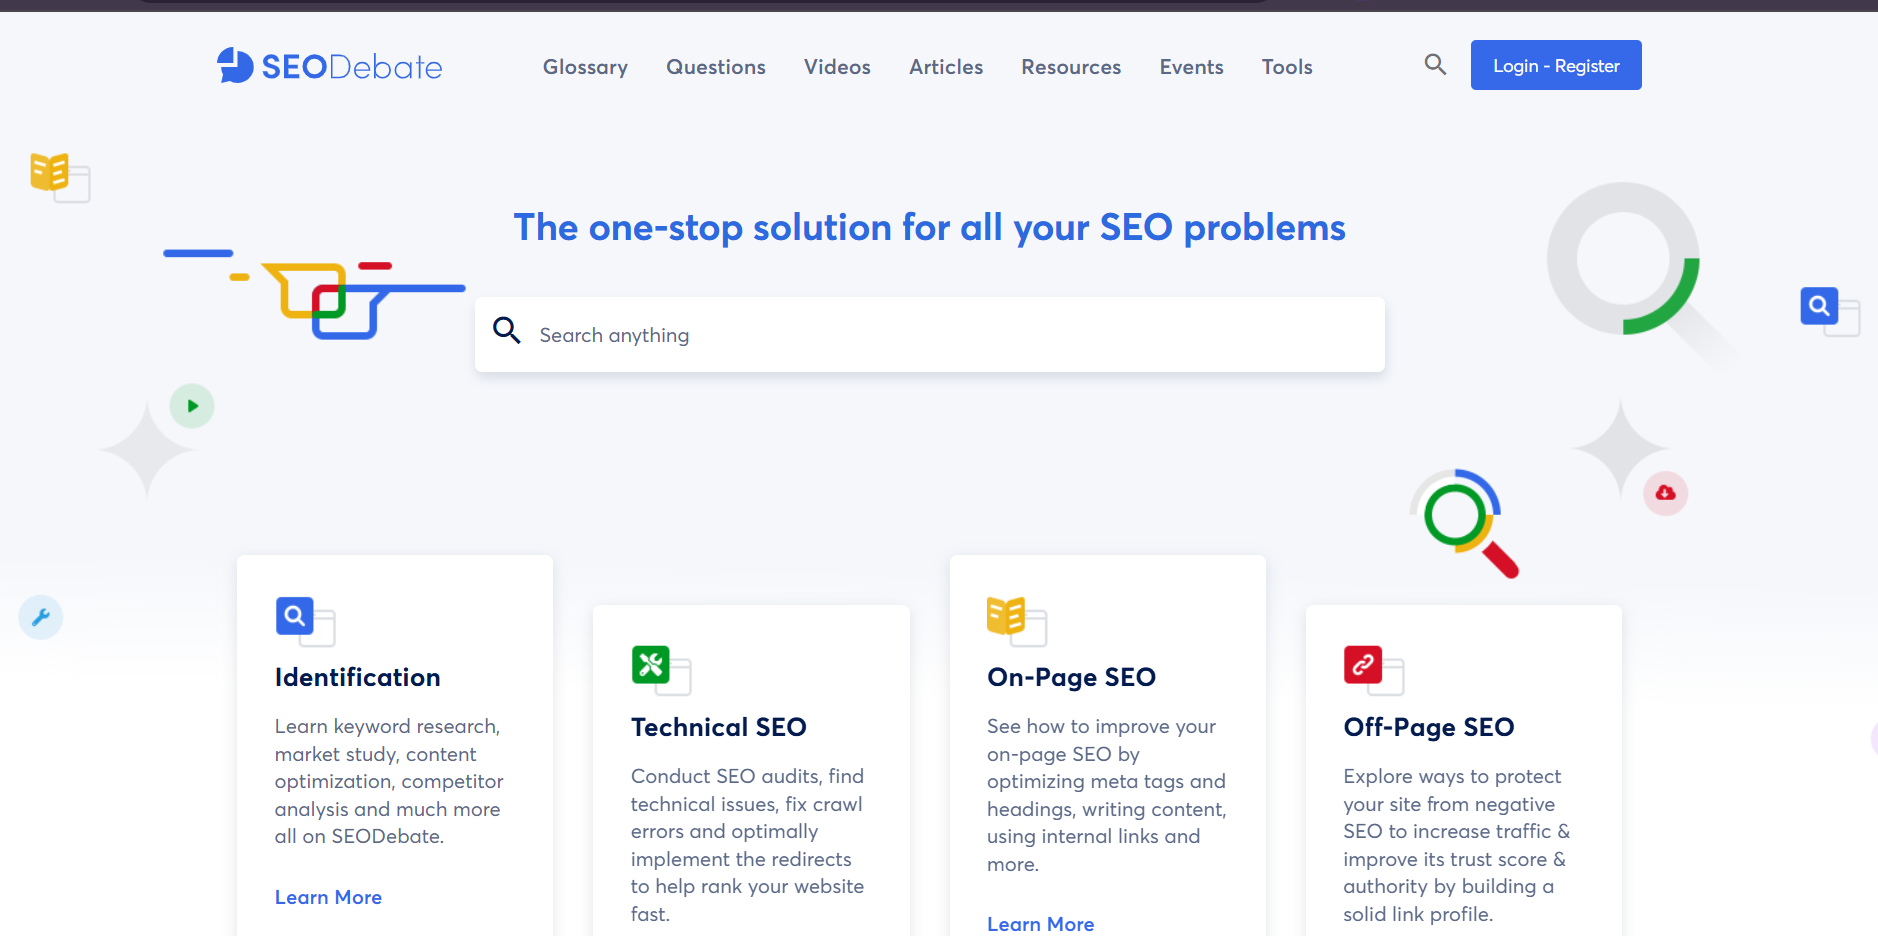 SEODebate
Glossary
Questions
Videos
Articles
Resources
Events
Tools
Login - Register
The one-stop solution for all your SEO problems
Search anything
Identification
Learn keyword research,
market study, content
optimization, competitor
analysis and much more
all on SEODebate.
Learn More
Technical SEO
Conduct SEO audits, find
technical issues, fix crawl
errors and optimally
implement the redirects
to help rank your website
fast.
On-Page SEO
See how to improve your
on-page SEO by
optimizing meta tags and
headings, writing content,
using internal links and
more.
Learn More
Off-Page SEO
Explore ways to protect
your site from negative
SEO to increase traffic &
improve its trust score &
authority by building a
solid link profile.